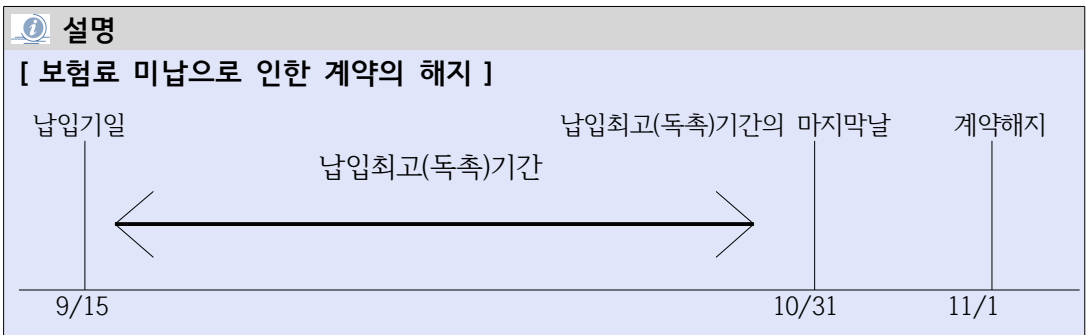 설명
[ 보험료 미납으로 인한 계약의 해지 ]
납입기일 납입최고(독촉)기간의 마지막날 계약해지
납입최고(독촉)기간
9/15 10/31 11/1